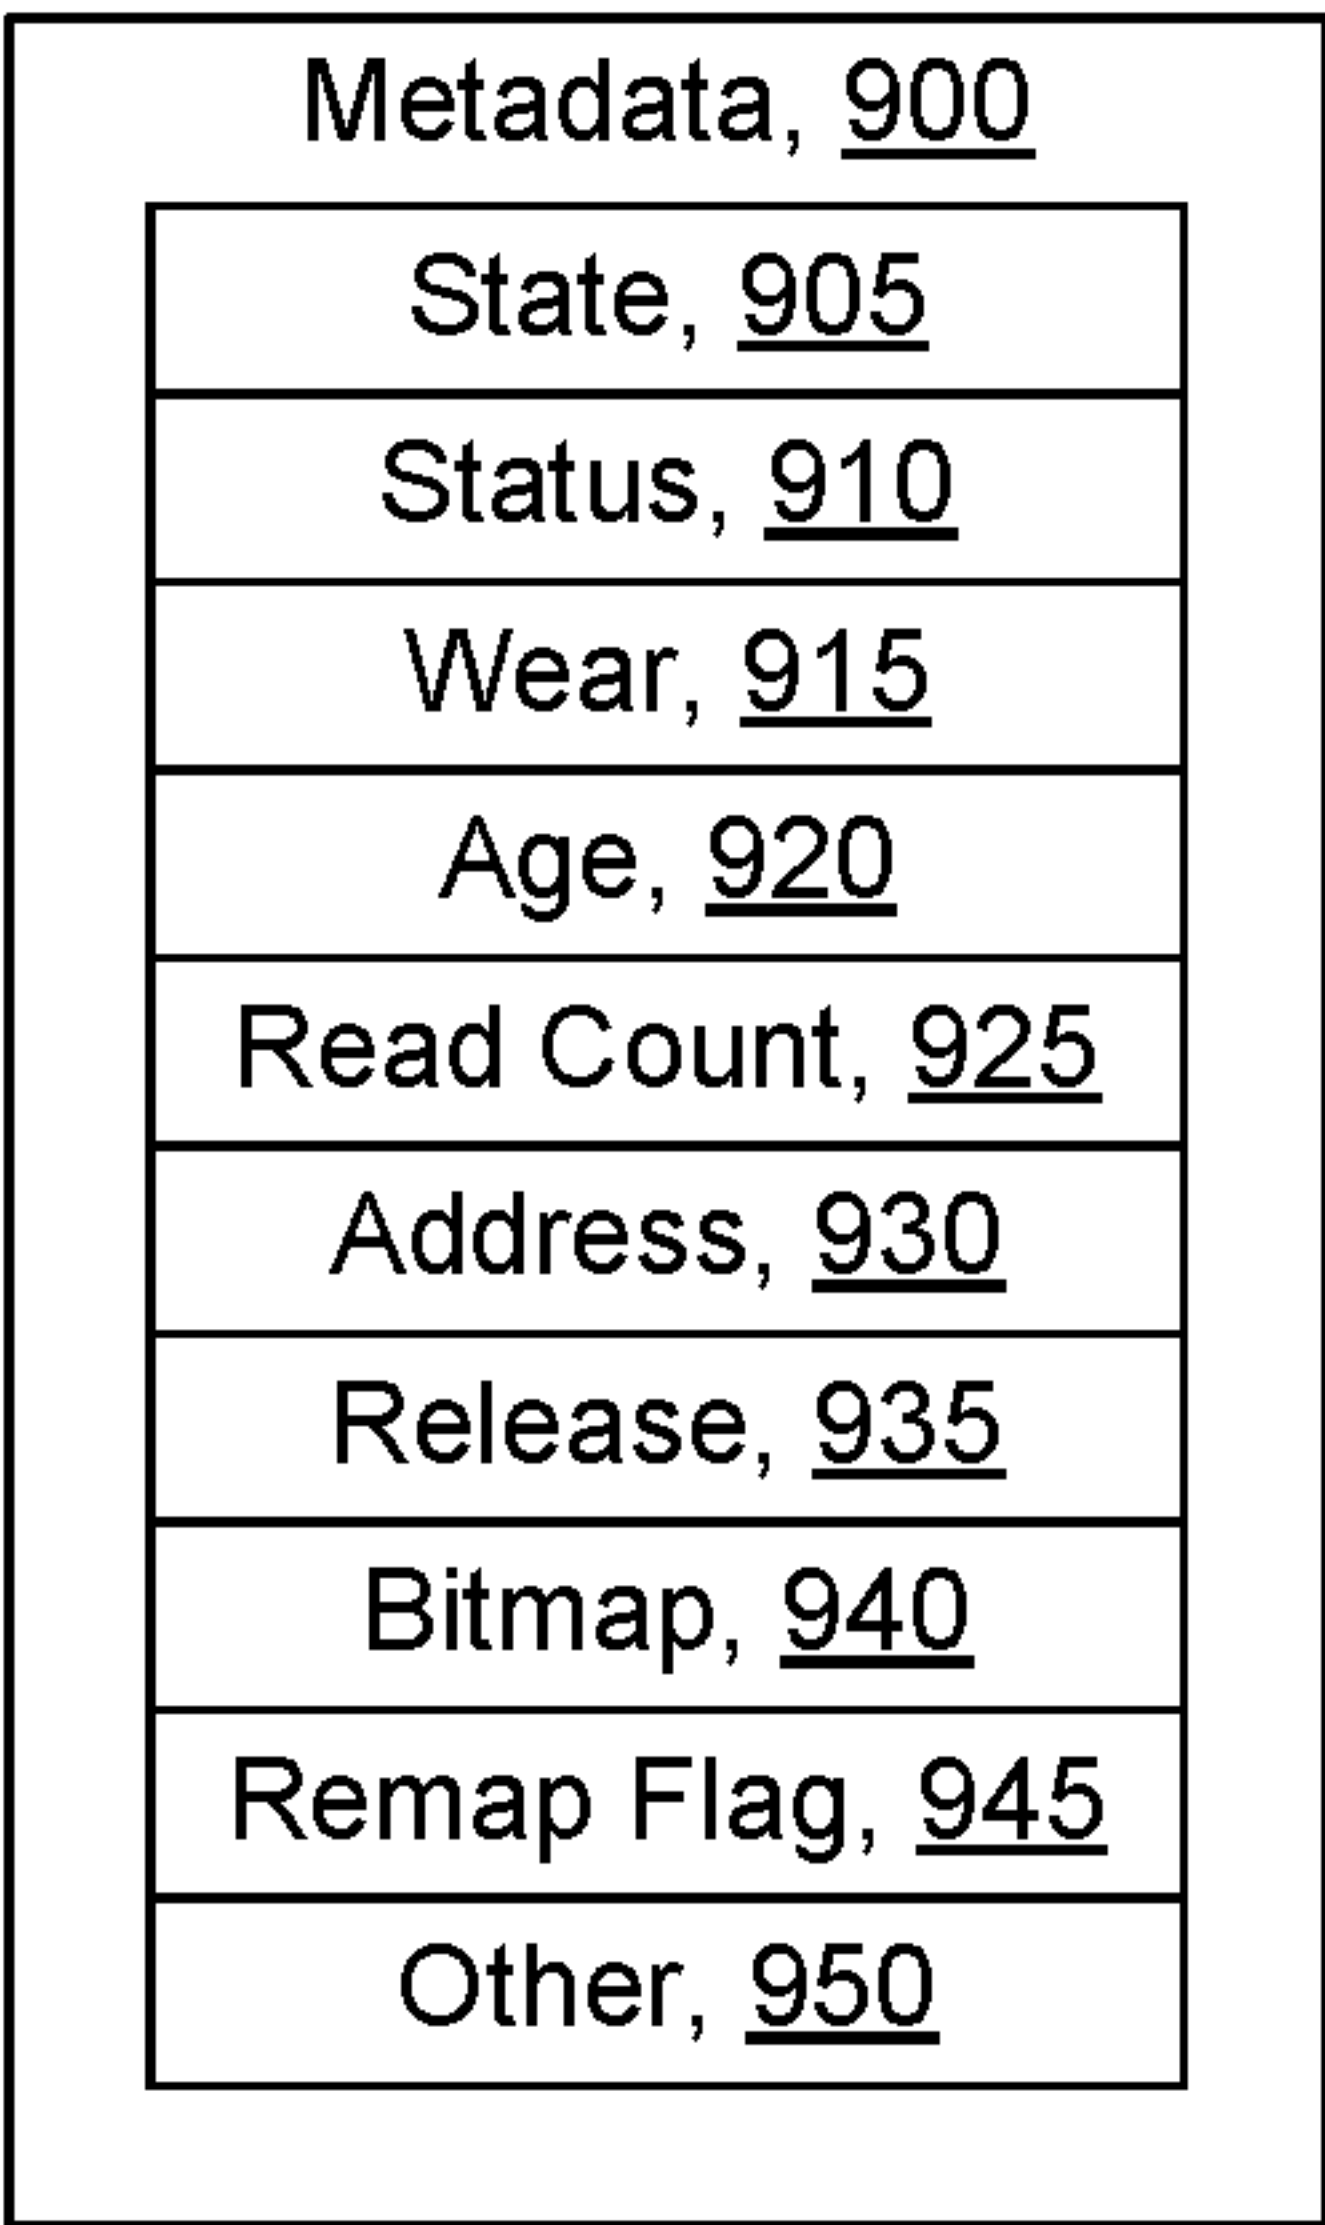 Metadata, 900
State, 905
Status, 910
Wear, 915
Age, 920
Read Count, 925
Address, 930
Release, 935
Bitmap, 940
Remap Flag, 945
Other, 950